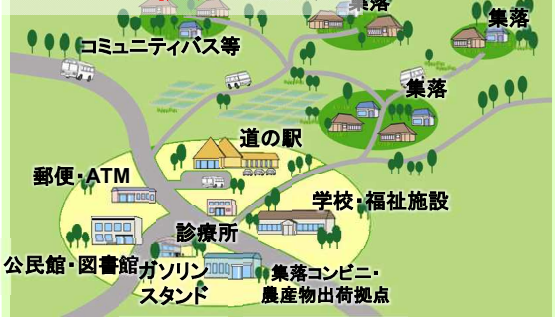 集落
集落
コミュニティバス等
集落
道の駅
郵便・ATM
学校・福祉施設
診療所
公民館・図書館
ガソリン
スタンド
集落コンビニ・
農産物出荷拠点